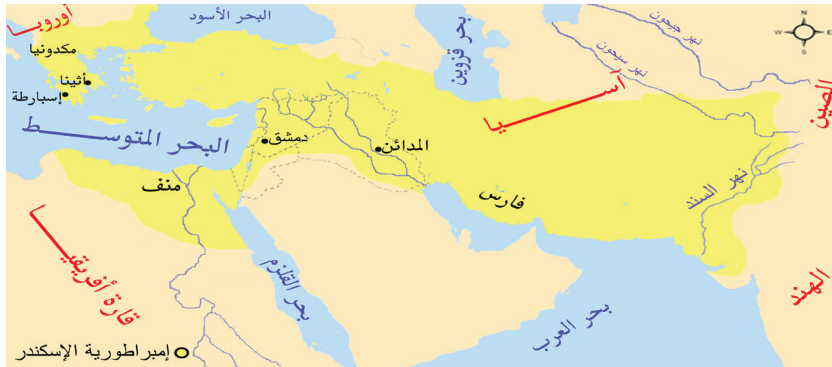 أوروبا
البحر الأسود
مكدونيا
أثينا
إسبارطة
بحر قزوين
نهر جيحون
نهر سيحون
آسيا
الصين
N
W
E
S
البحر المتوسط
دمشق
المدائن
منف
فارس
نهر السند
الهند
قارة أفريقيا
بحر القلزم
بحر العرب
إمبراطورية الإسكندر